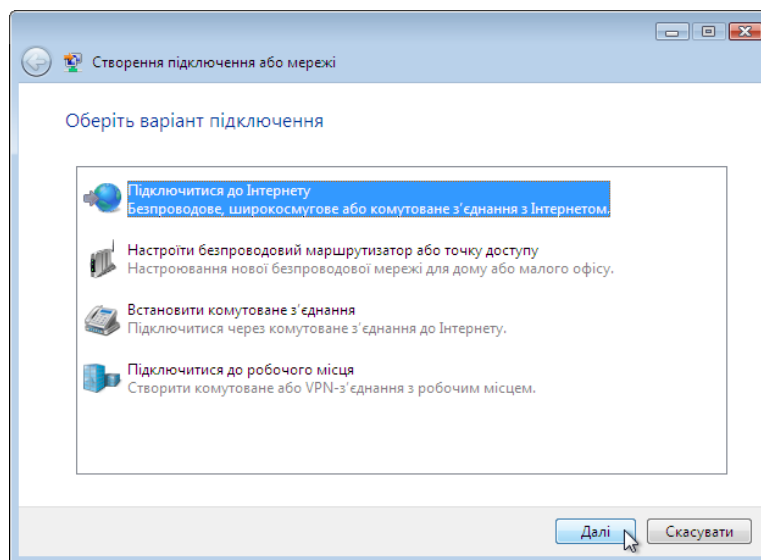 Створення підключення або мережі
Оберіть варіант підключення
Підключитися до Інтернету
Безпроводове, широкосмугове або комутоване з'єднання з Інтернетом.
Настроїти безпроводовий маршрутизатор або точку доступу
Настроювання нової безпроводової мережі для дому або малого офісу.
Встановити комутоване з'єднання
Підключитися через комутоване з'єднання до Інтернету.
Підключитися до робочого місця
Створити комутоване або VPN-з'єднання з робочим місцем.
Далі
Скасувати